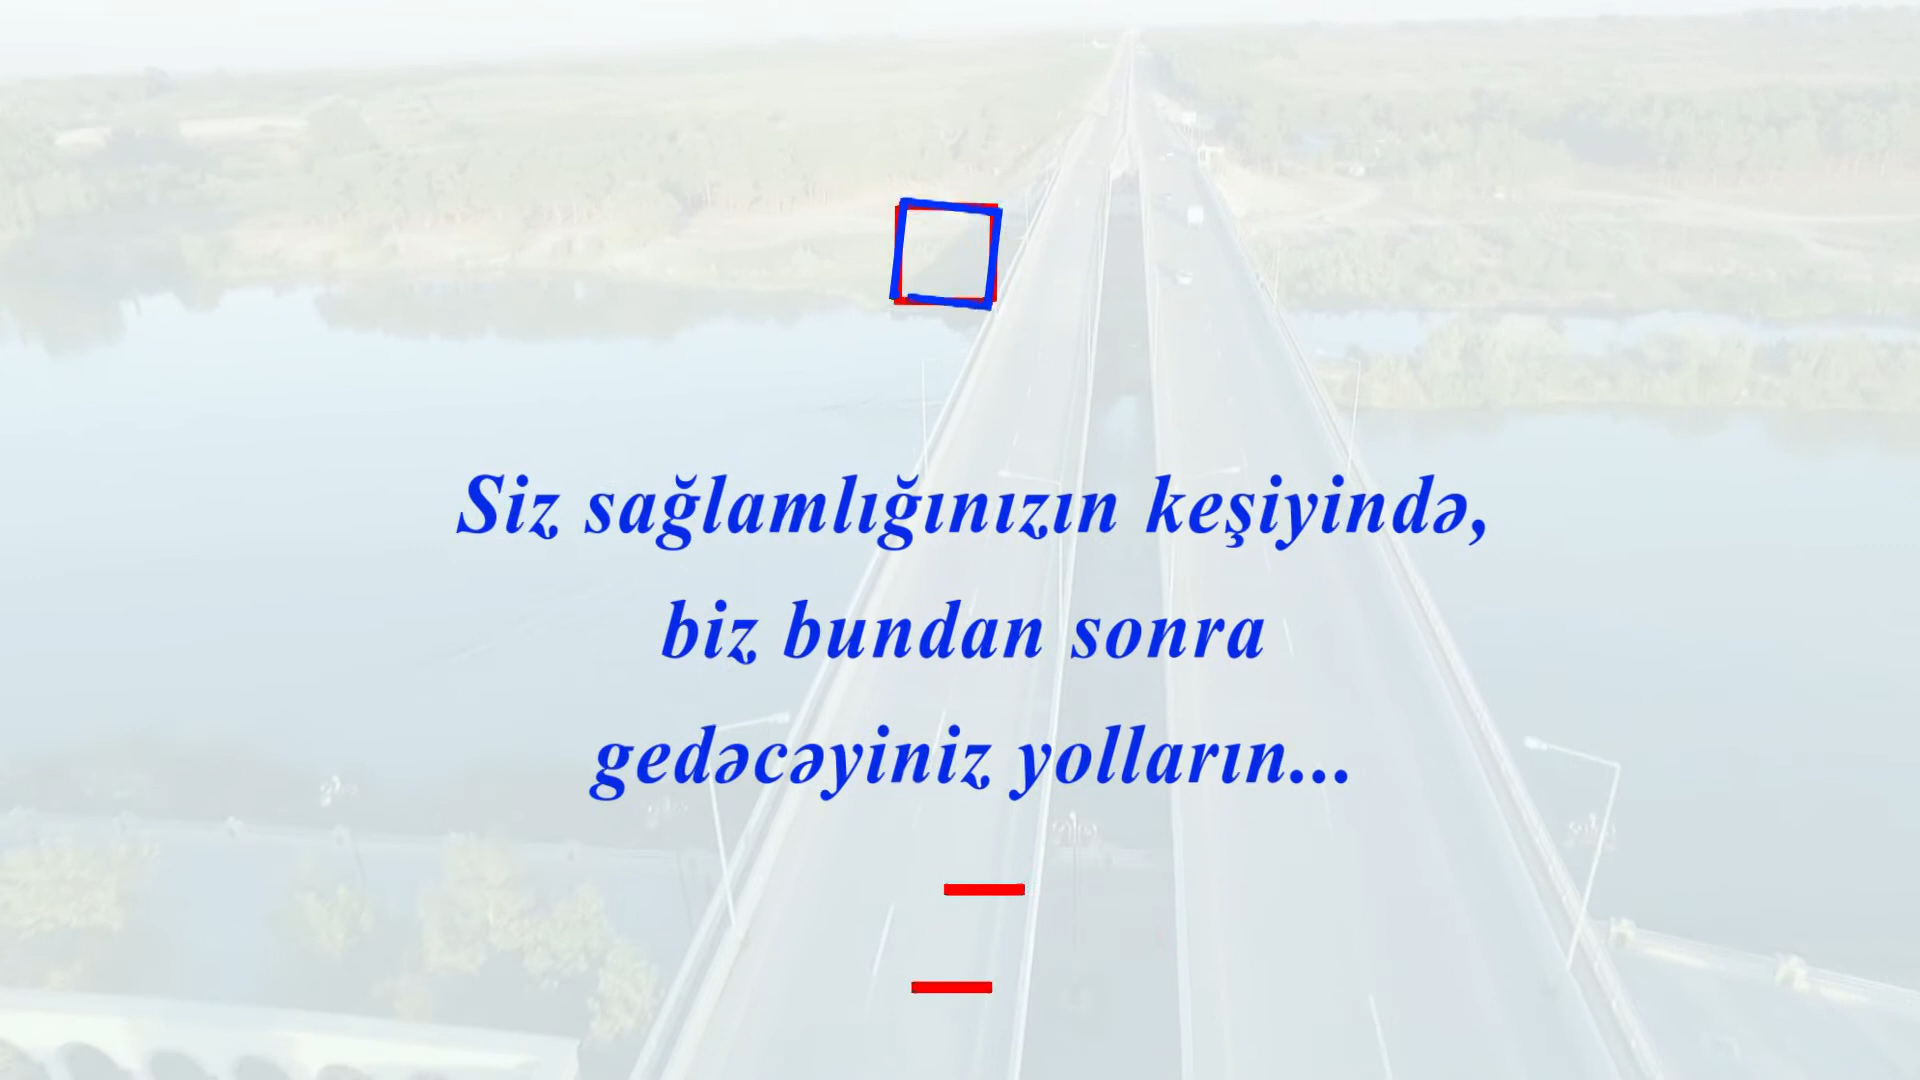 Siz sağlamlığınızın keşiyində,
biz bundan sonra
gedəcəyiniz yolların...